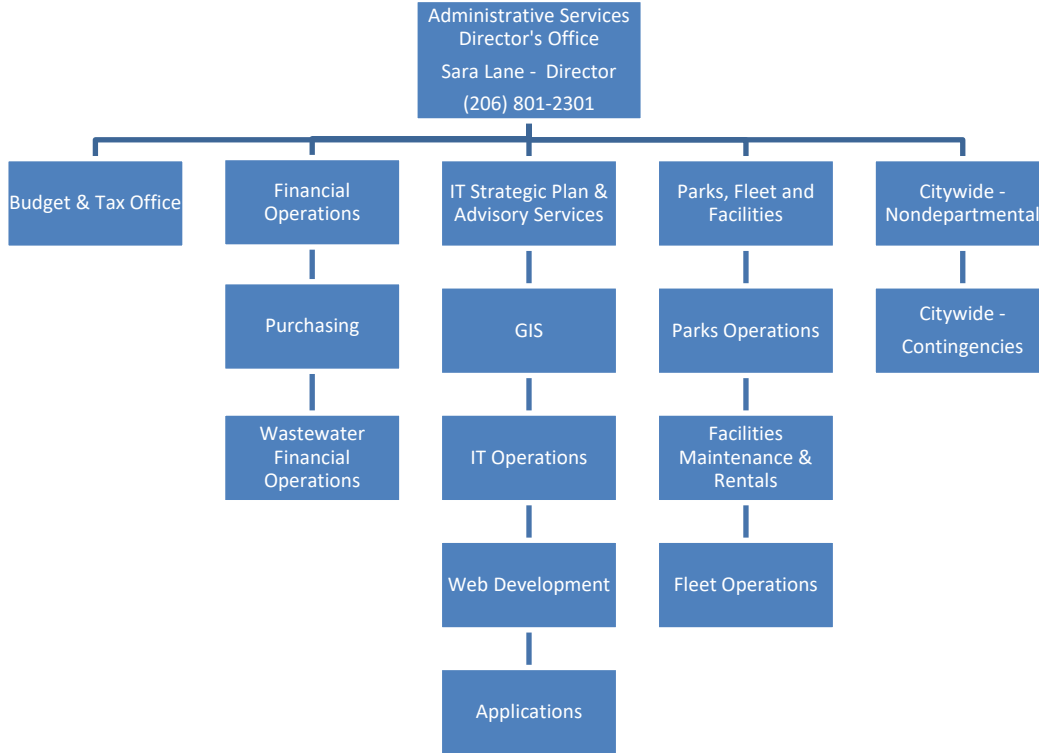 Administrative Services
Director's Office
Sara Lane - Director
(206) 801-2301
Budget & Tax Office
Financial
Operations
IT Strategic Plan &
Advisory Services
Parks, Fleet and
Facilities
Citywide -
Nondepartmental
Purchasing
GIS
Parks Operations
Citywide -
Contingencies
Wastewater
Financial
Operations
IT Operations
Facilities
Maintenance &
Rentals
Web Development
Fleet Operations
Applications